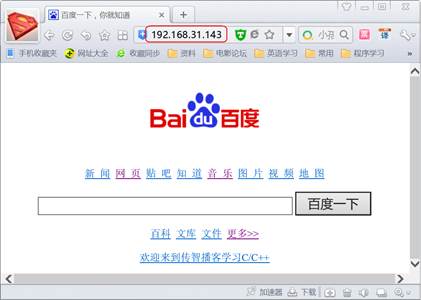 百度一下，你就知道
192.168.31.143
手机收藏夹 网址大全 收藏同步 资料 电影论坛 英语学习 常用 程序学习
Bai du 百度
新 闻 网 页 贴 吧 知 道 音 乐 图 片 视 频 地 图
百度一下
百科 文库 文件 更多>>
欢迎来到传智播客学习C/C++
加速器 下载